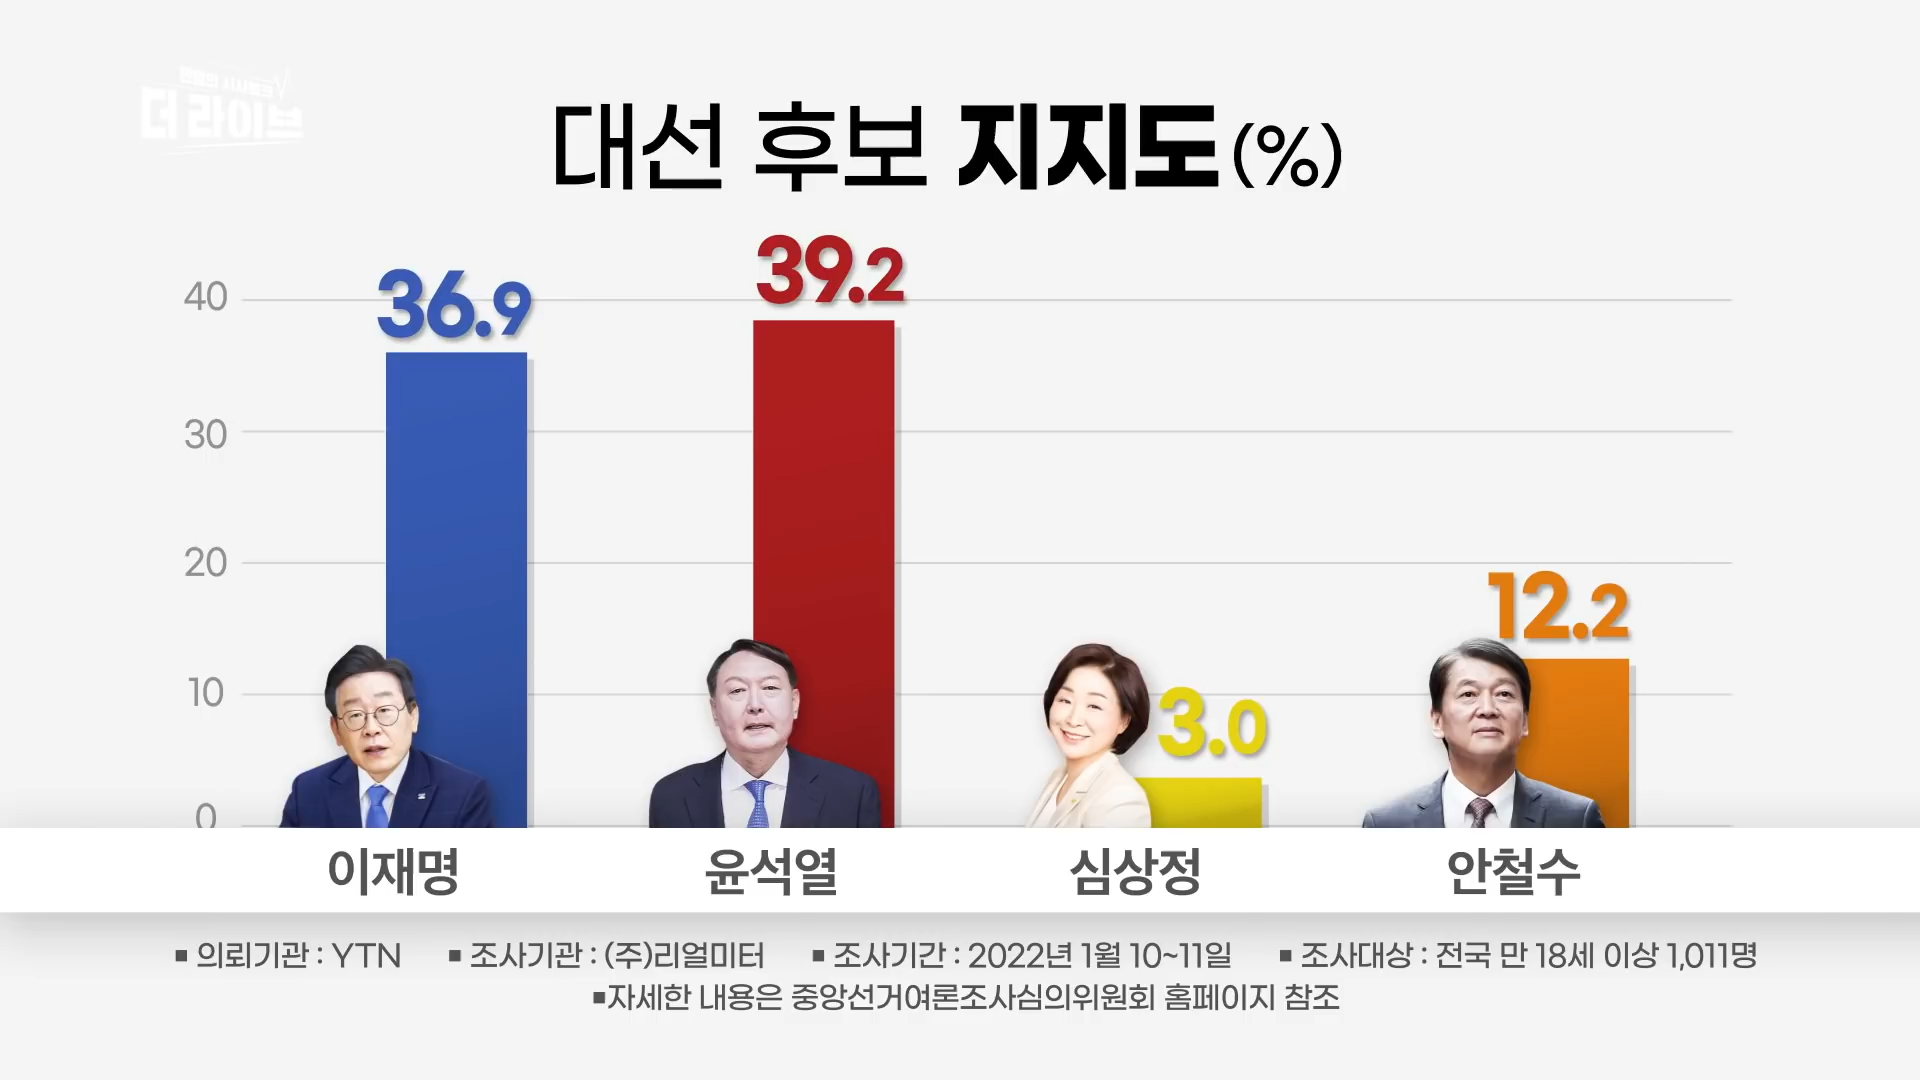 더 라이브
대선 후보 지지도(%)
40
30
20
10
0
36.9
39.2
3.0
12.2
이재명
윤석열
심상정
안철수
▪ 의뢰기관 : YTN ▪ 조사기관 : (주)리얼미터 ▪ 조사기간 : 2022년 1월 10~11일 ▪ 조사대상 : 전국 만 18세 이상 1,011명
▪자세한 내용은 중앙선거여론조사심의위원회 홈페이지 참조